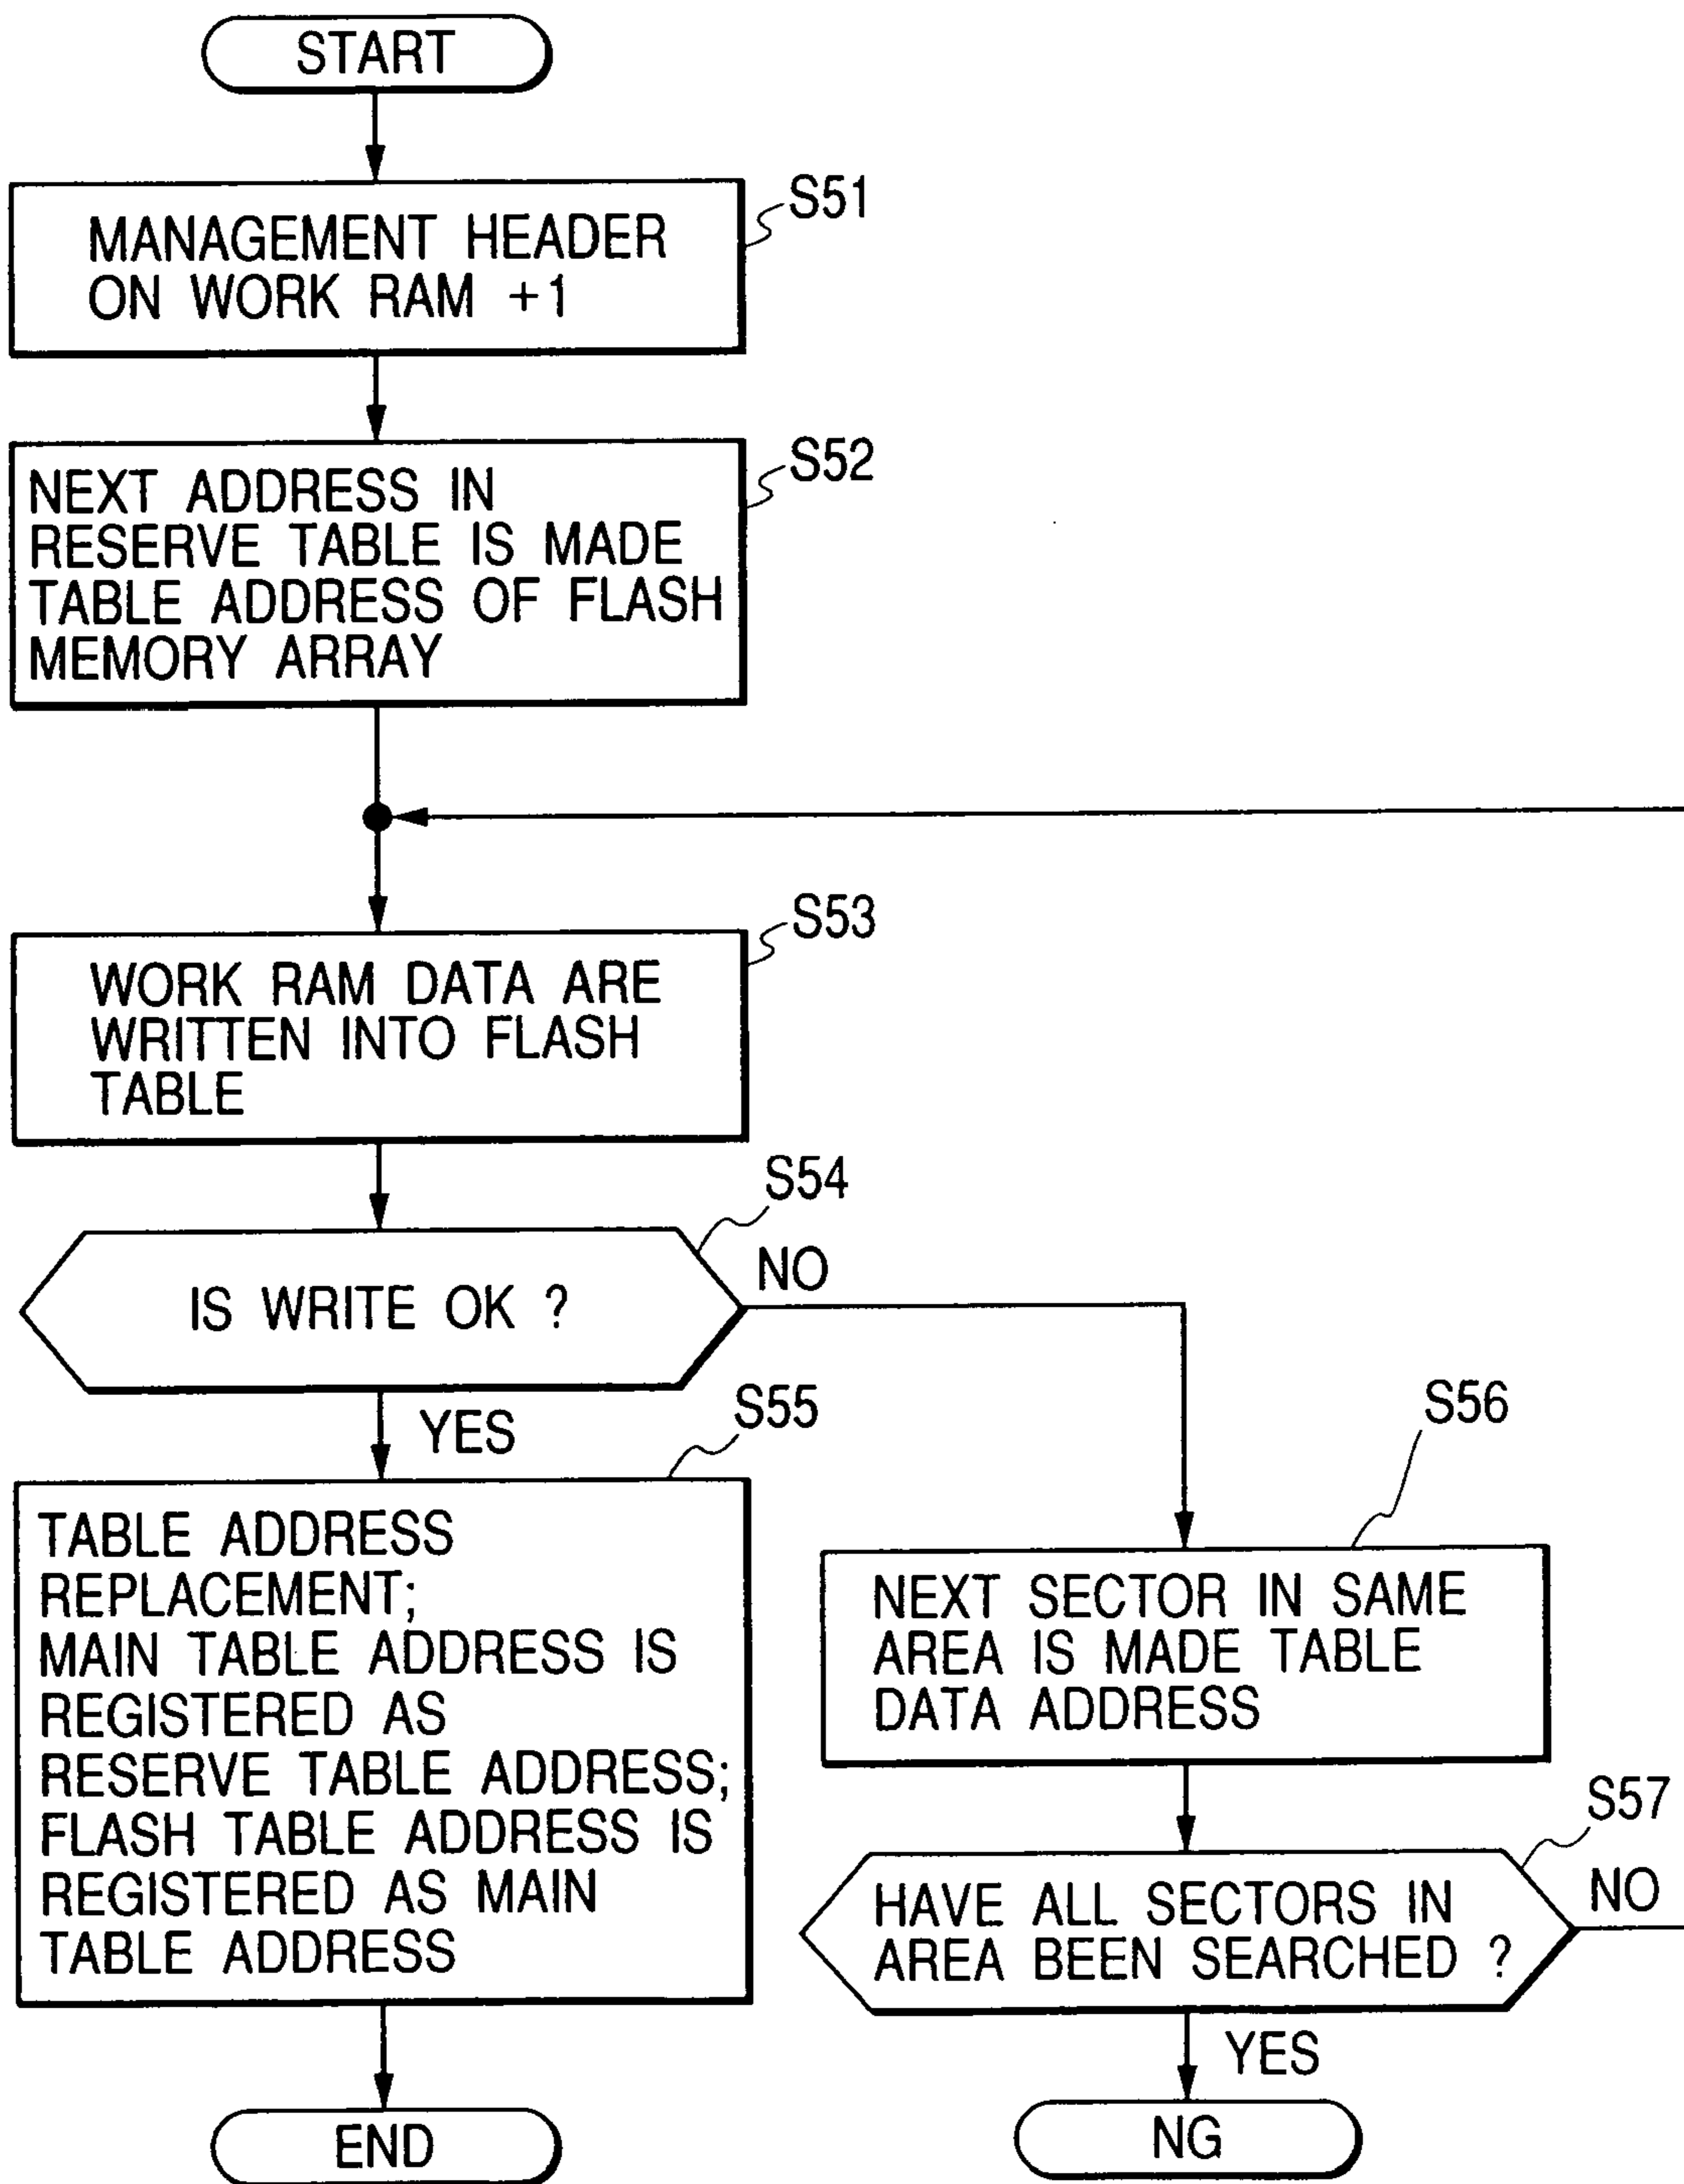 START
S51
MANAGEMENT HEADER
ON WORK RAM +1
S52
NEXT ADDRESS IN
RESERVE TABLE IS MADE
TABLE ADDRESS OF FLASH
MEMORY ARRAY
S53
WORK RAM DATA ARE
WRITTEN INTO FLASH
TABLE
S54
IS WRITE OK ?
NO
YES
S55
TABLE ADDRESS
REPLACEMENT;
MAIN TABLE ADDRESS IS
REGISTERED AS
RESERVE TABLE ADDRESS;
FLASH TABLE ADDRESS IS
REGISTERED AS MAIN
TABLE ADDRESS
END
S56
NEXT SECTOR IN SAME
AREA IS MADE TABLE
DATA ADDRESS
S57
HAVE ALL SECTORS IN
AREA BEEN SEARCHED ?
NO
YES
NG